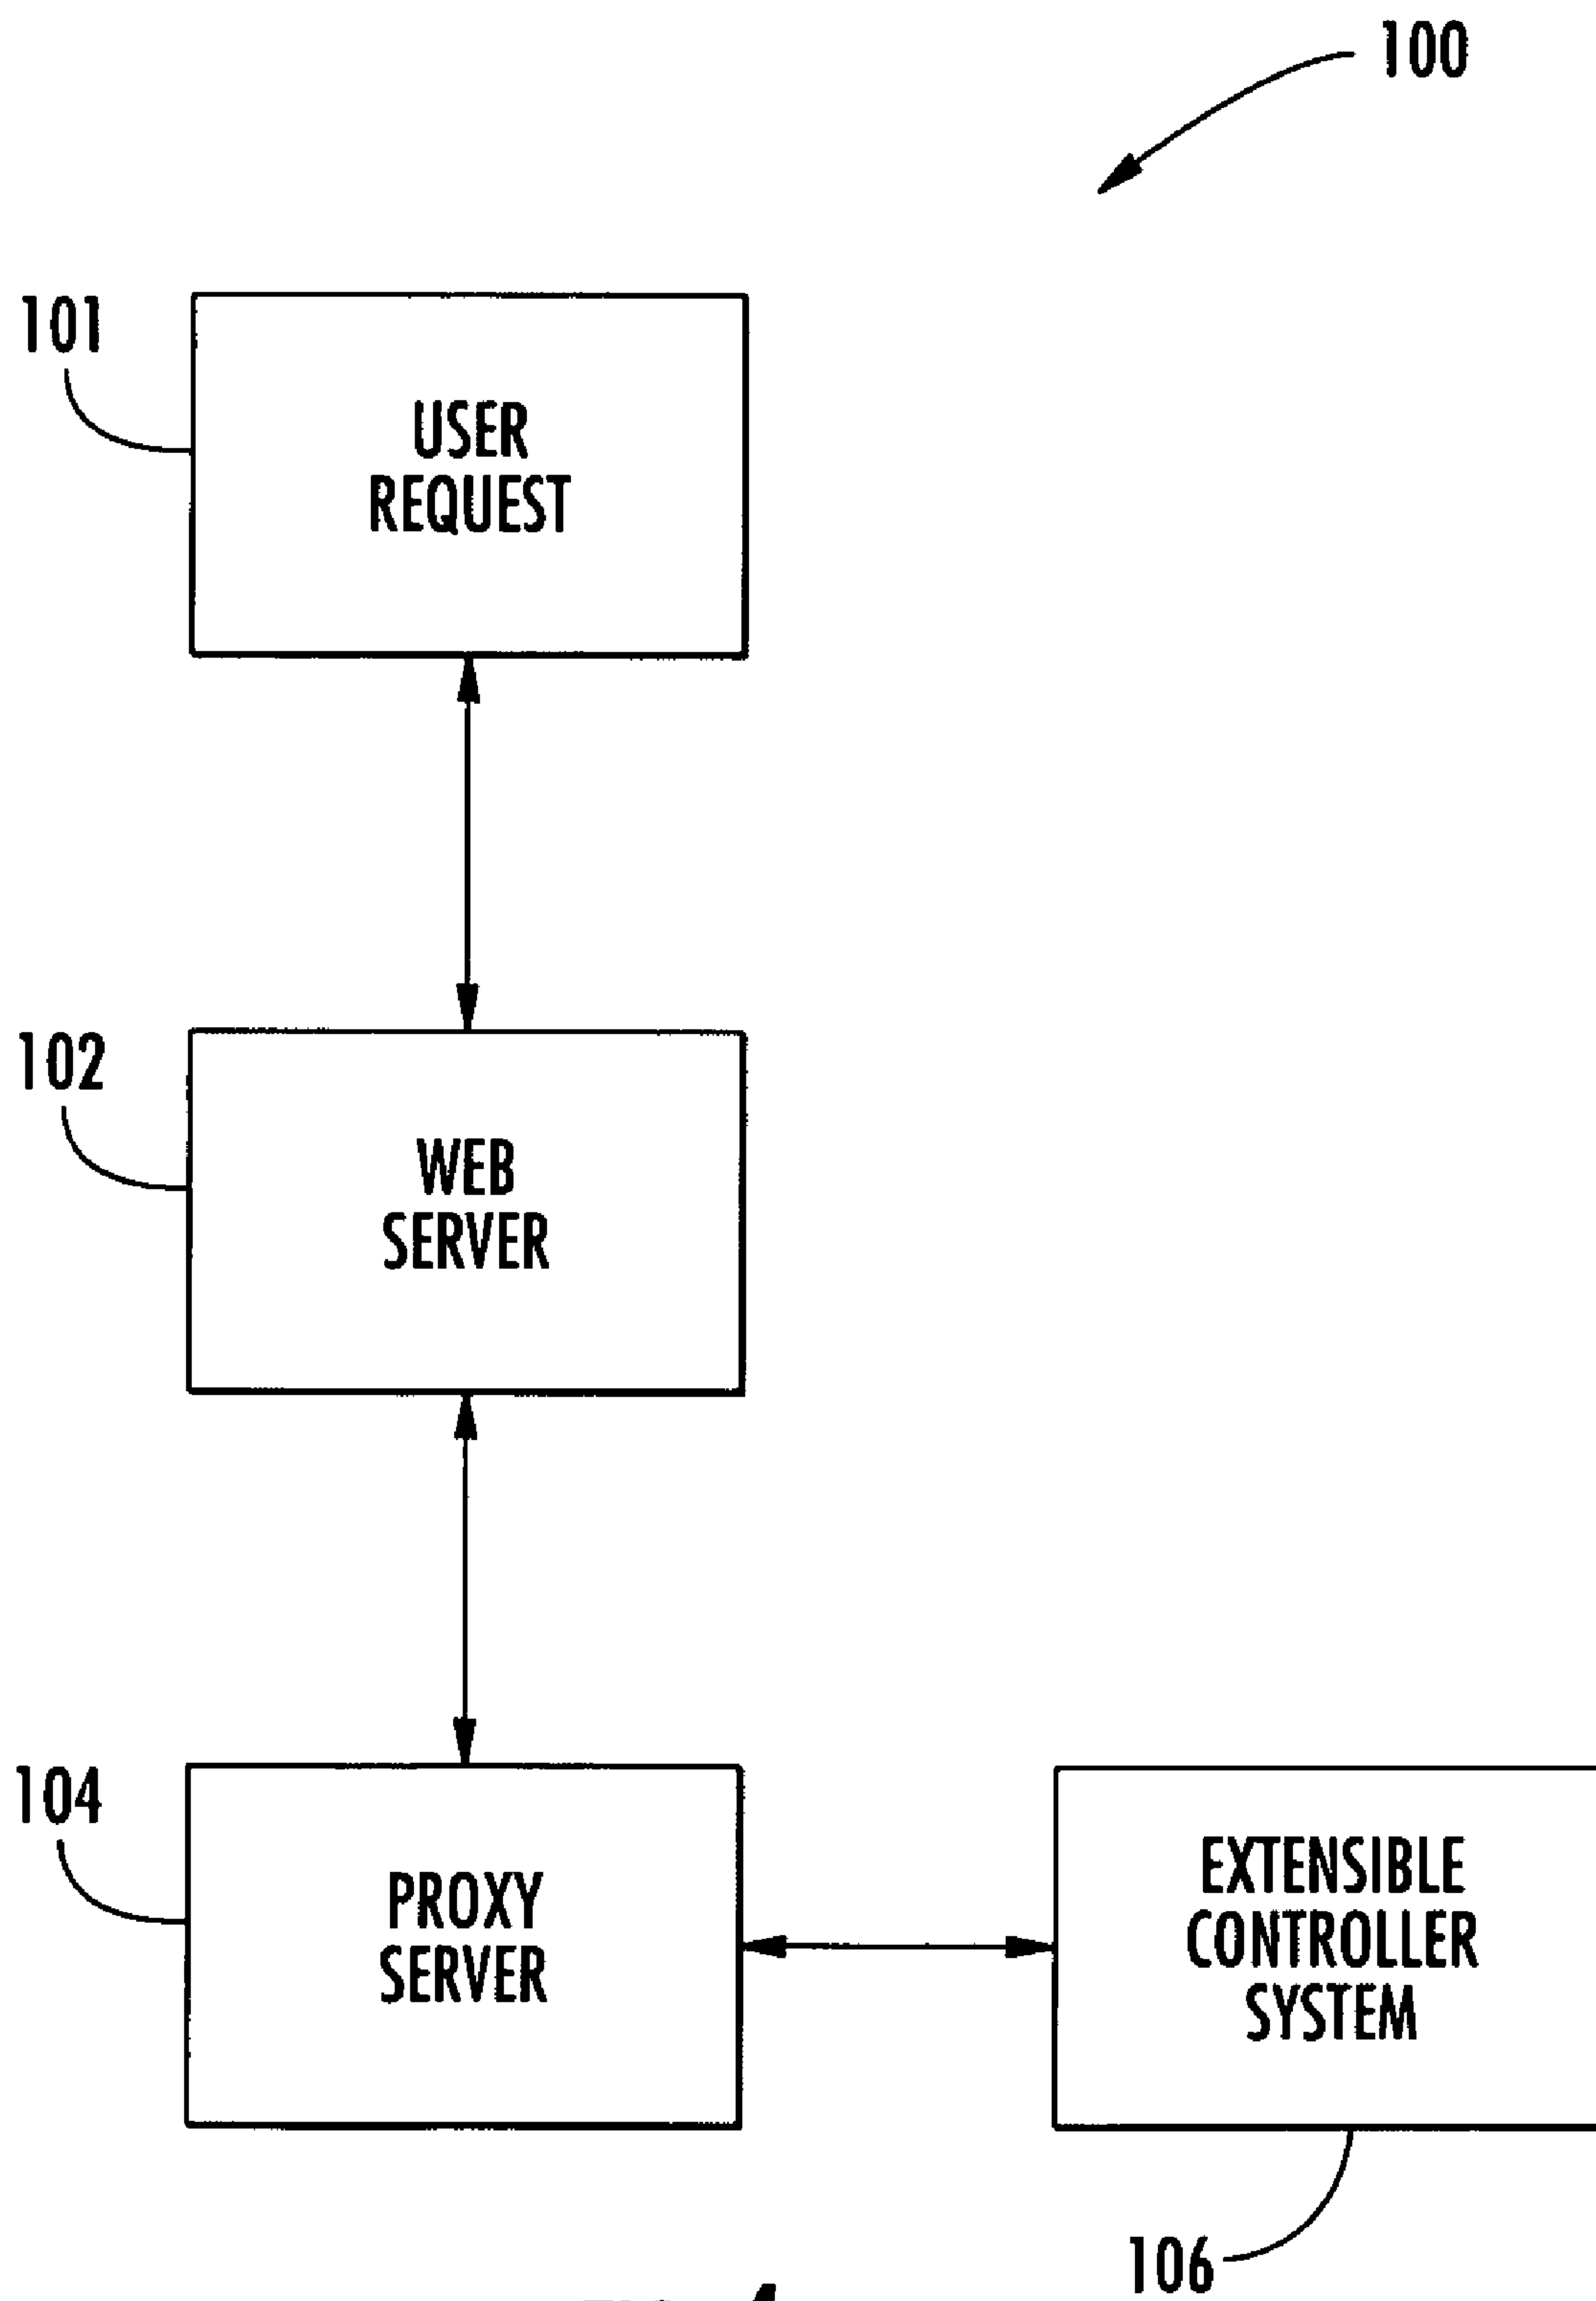 100
101
USER
REQUEST
102
WEB
SERVER
104
PROXY
SERVER
EXTENSIBLE
CONTROLLER
SYSTEM
106